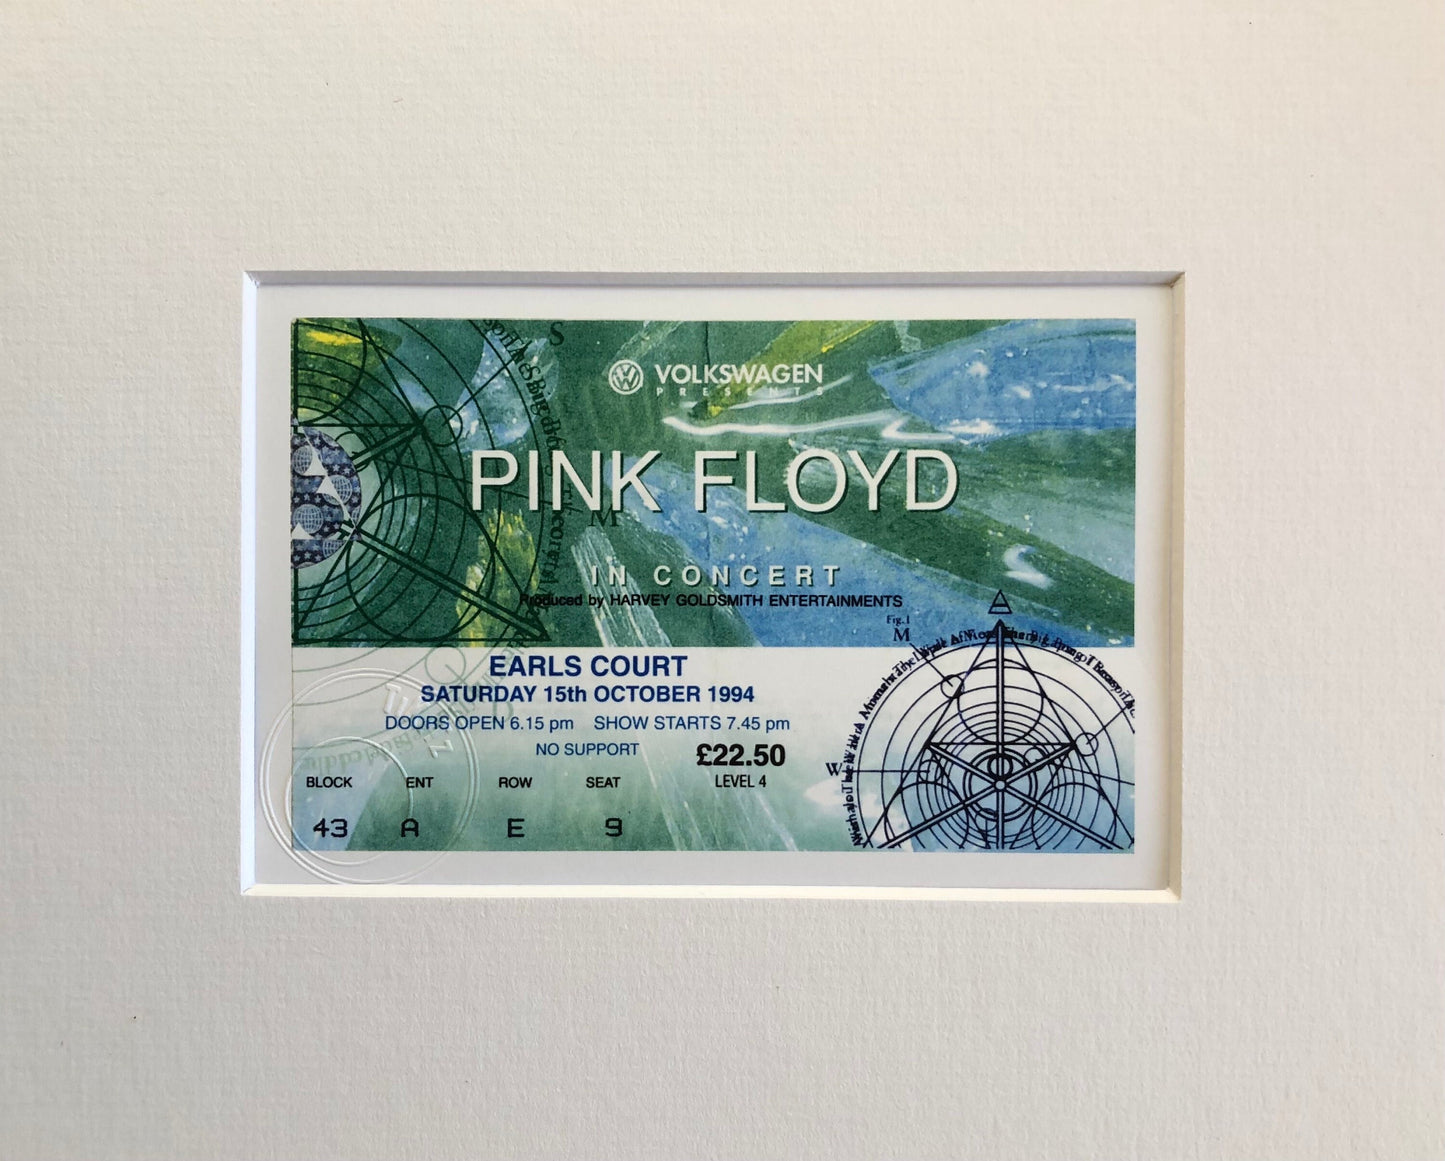 VOLKSWAGEN
PRESENTS
PINK FLOYD
M
IN CONCERT
Produced by HARVEY GOLDSMITH ENTERTAINMENTS
Fig.1
M
EARLS COURT
SATURDAY 15th OCTOBER 1994
DOORS OPEN 6.15 pm SHOW STARTS 7.45 pm
NO SUPPORT £22.50
W
BLOCK ENT ROW SEAT LEVEL 4
43 A E 9